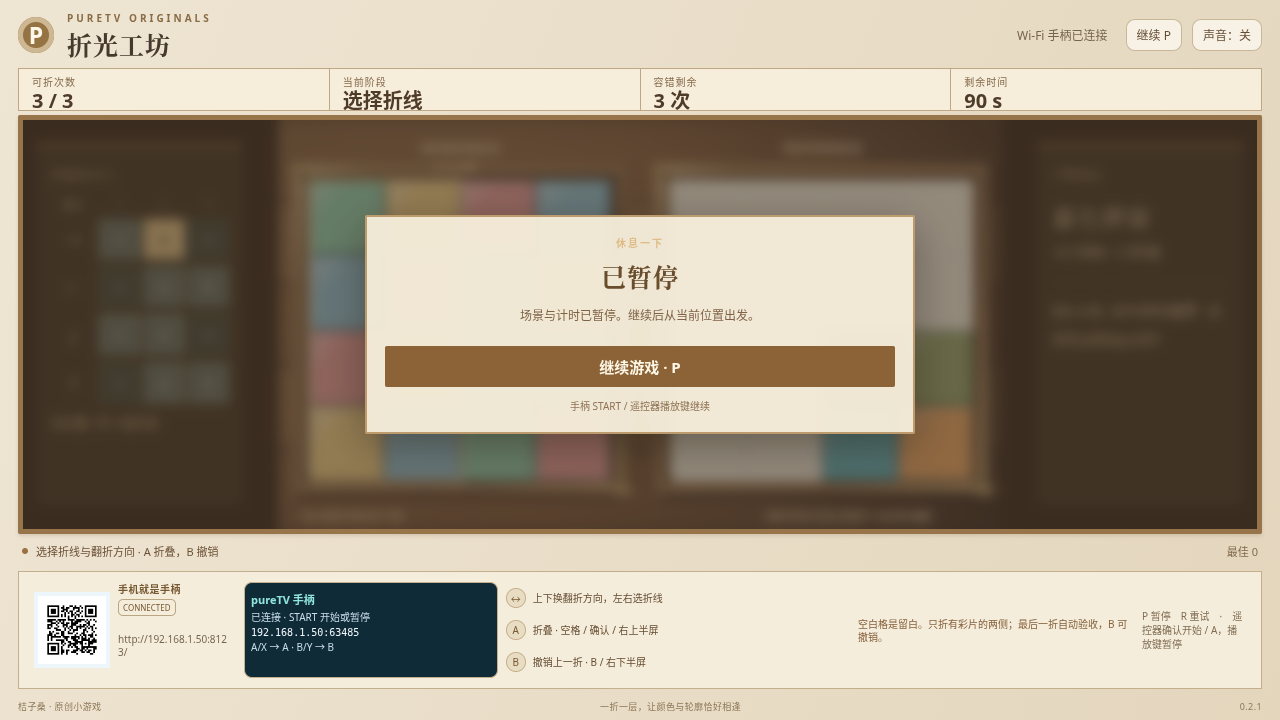 P
PURETV ORIGINALS
折光工坊
Wi-Fi 手柄已连接
继续 P
声音: 关
可折次数
3 / 3
当前阶段
选择折线
容错剩余
3 次
剩余时间
90 s
休息一下
已暂停
场景与计时已暂停。继续后从当前位置出发。
继续游戏 · P
手柄 START / 遥控器播放键继续
选择折线与翻折方向 · A 折叠，B 撤销
最佳 0
手机就是手柄
CONNECTED
http://192.168.1.50:812
3/
pureTV 手柄
已连接 · START 开始或暂停
192.168.1.50:63485
A/X → A · B/Y → B
↔ 上下换翻折方向，左右选折线
A 折叠 · 空格 / 确认 / 右上半屏
B 撤销上一折 · B / 右下半屏
空白格是留白。只折有彩片的两侧；最后一折自动验收，B 可
撤销。
P 暂停 R 重试 · 遥
控器确认开始 / A，播
放键暂停
桔子桑 · 原创小游戏
一折一层，让颜色与轮廓恰好相逢
0.2.1